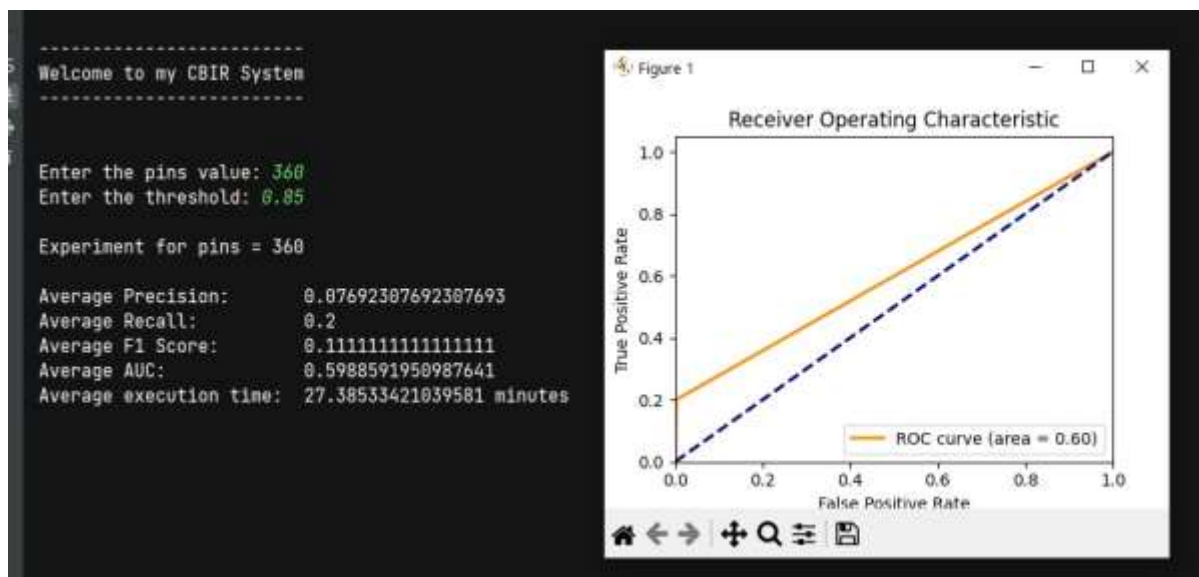 Welcome to my CBIR System
Enter the pins value: 360
Enter the threshold: 0.85
Experiment for pins = 360
Average Precision: 0.07692307692307693
Average Recall: 0.2
Average F1 Score: 0.1111111111111111
Average AUC: 0.5988591950987641
Average execution time: 27.38533421039581 minutes
Figure 1
Receiver Operating Characteristic
1.0
0.8
0.6
0.4
0.2
0.0
True Positive Rate
ROC curve (area = 0.60)
0.0 0.2 0.4 0.6 0.8 1.0
False Positive Rate